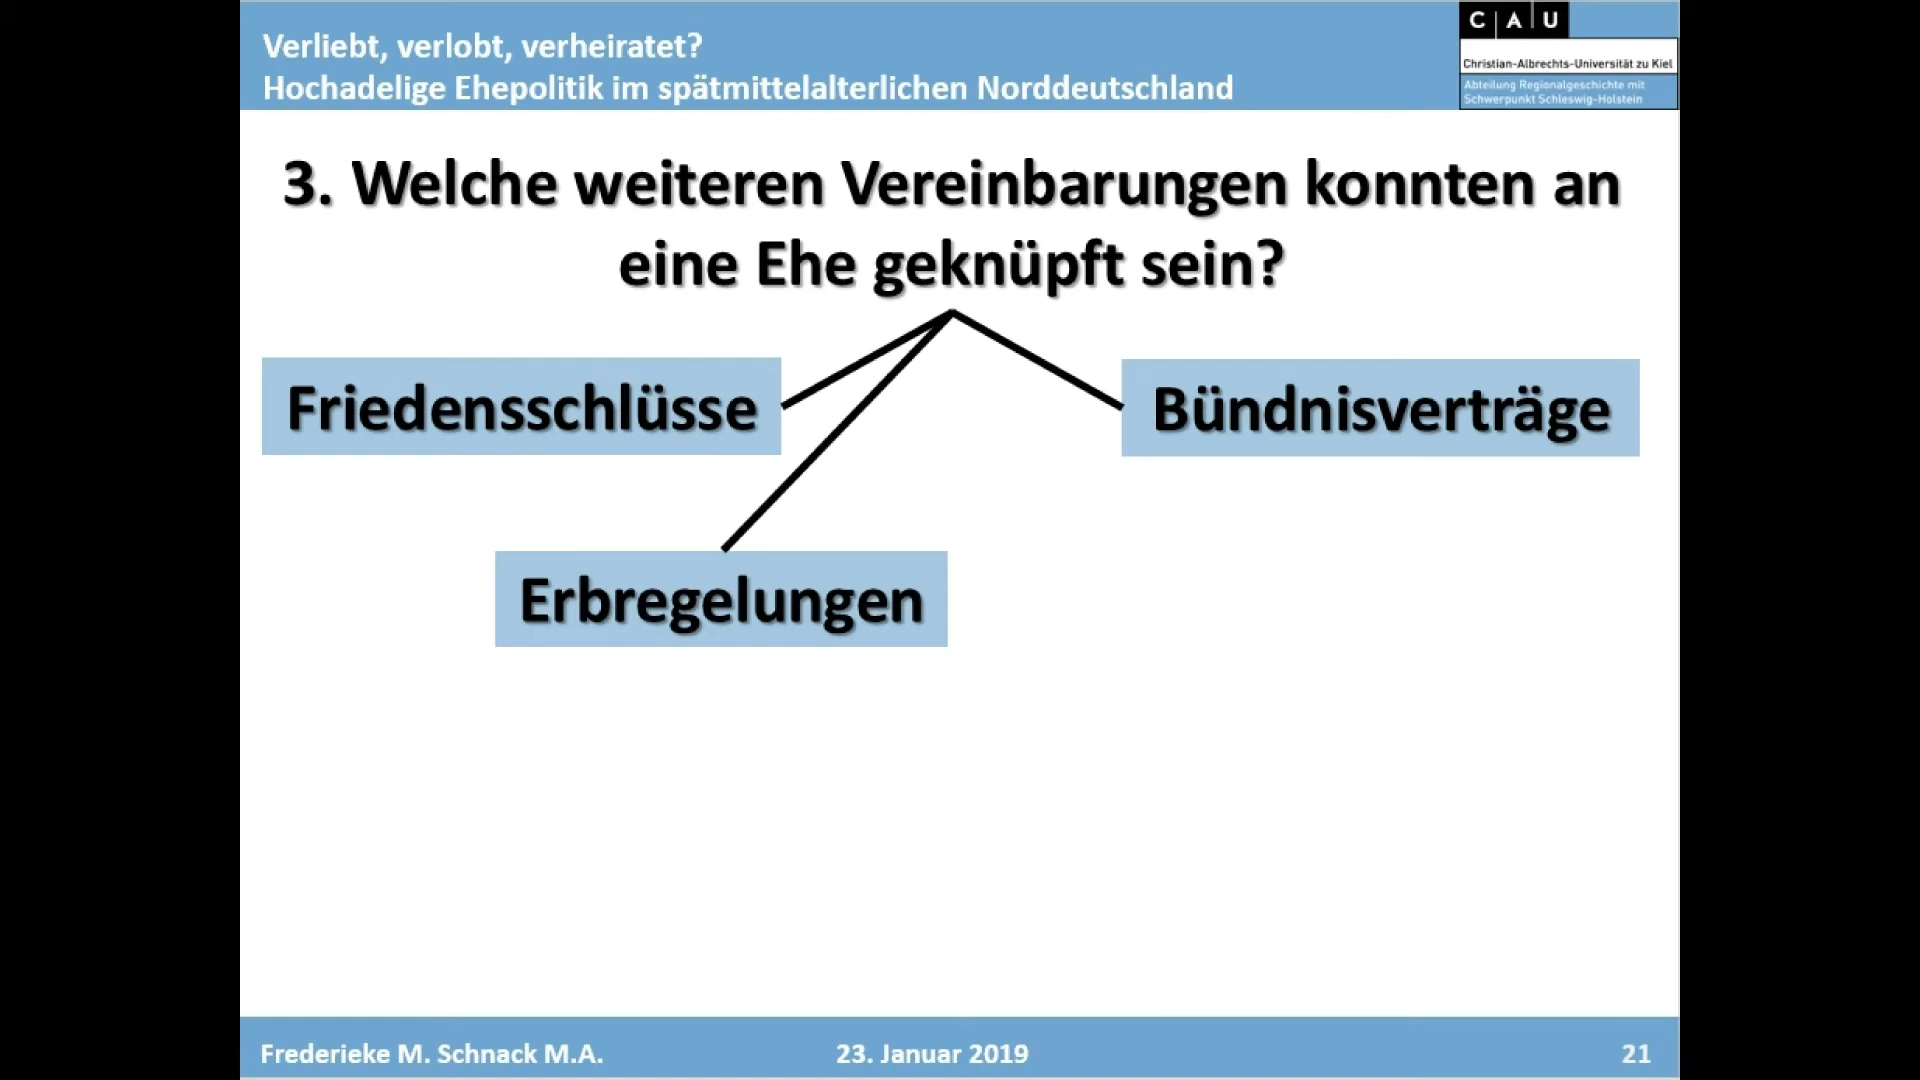 Verliebt, verlobt, verheiratet?
Hochadelige Ehepolitik im spätmittelalterlichen Norddeutschland
C A U
Christian-Albrechts-Universität zu Kiel
Abteilung Regionalgeschichte mit
Schwerpunkt Schleswig-Holstein
3. Welche weiteren Vereinbarungen konnten an
eine Ehe geknüpft sein?
Friedensschlüsse
Bündnisverträge
Erbregelungen
Frederieke M. Schnack M.A.
23. Januar 2019
21